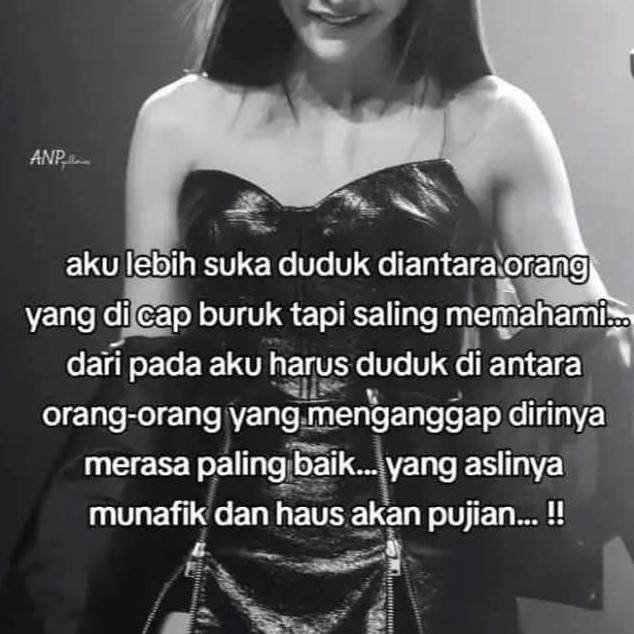 ANP
aku lebih suka duduk diantara orang
yang di cap buruk tapi saling memahami...
dari pada aku harus duduk di antara
orang-orang yang menganggap dirinya
merasa paling baik... yang aslinya
munafik dan haus akan pujian... !!